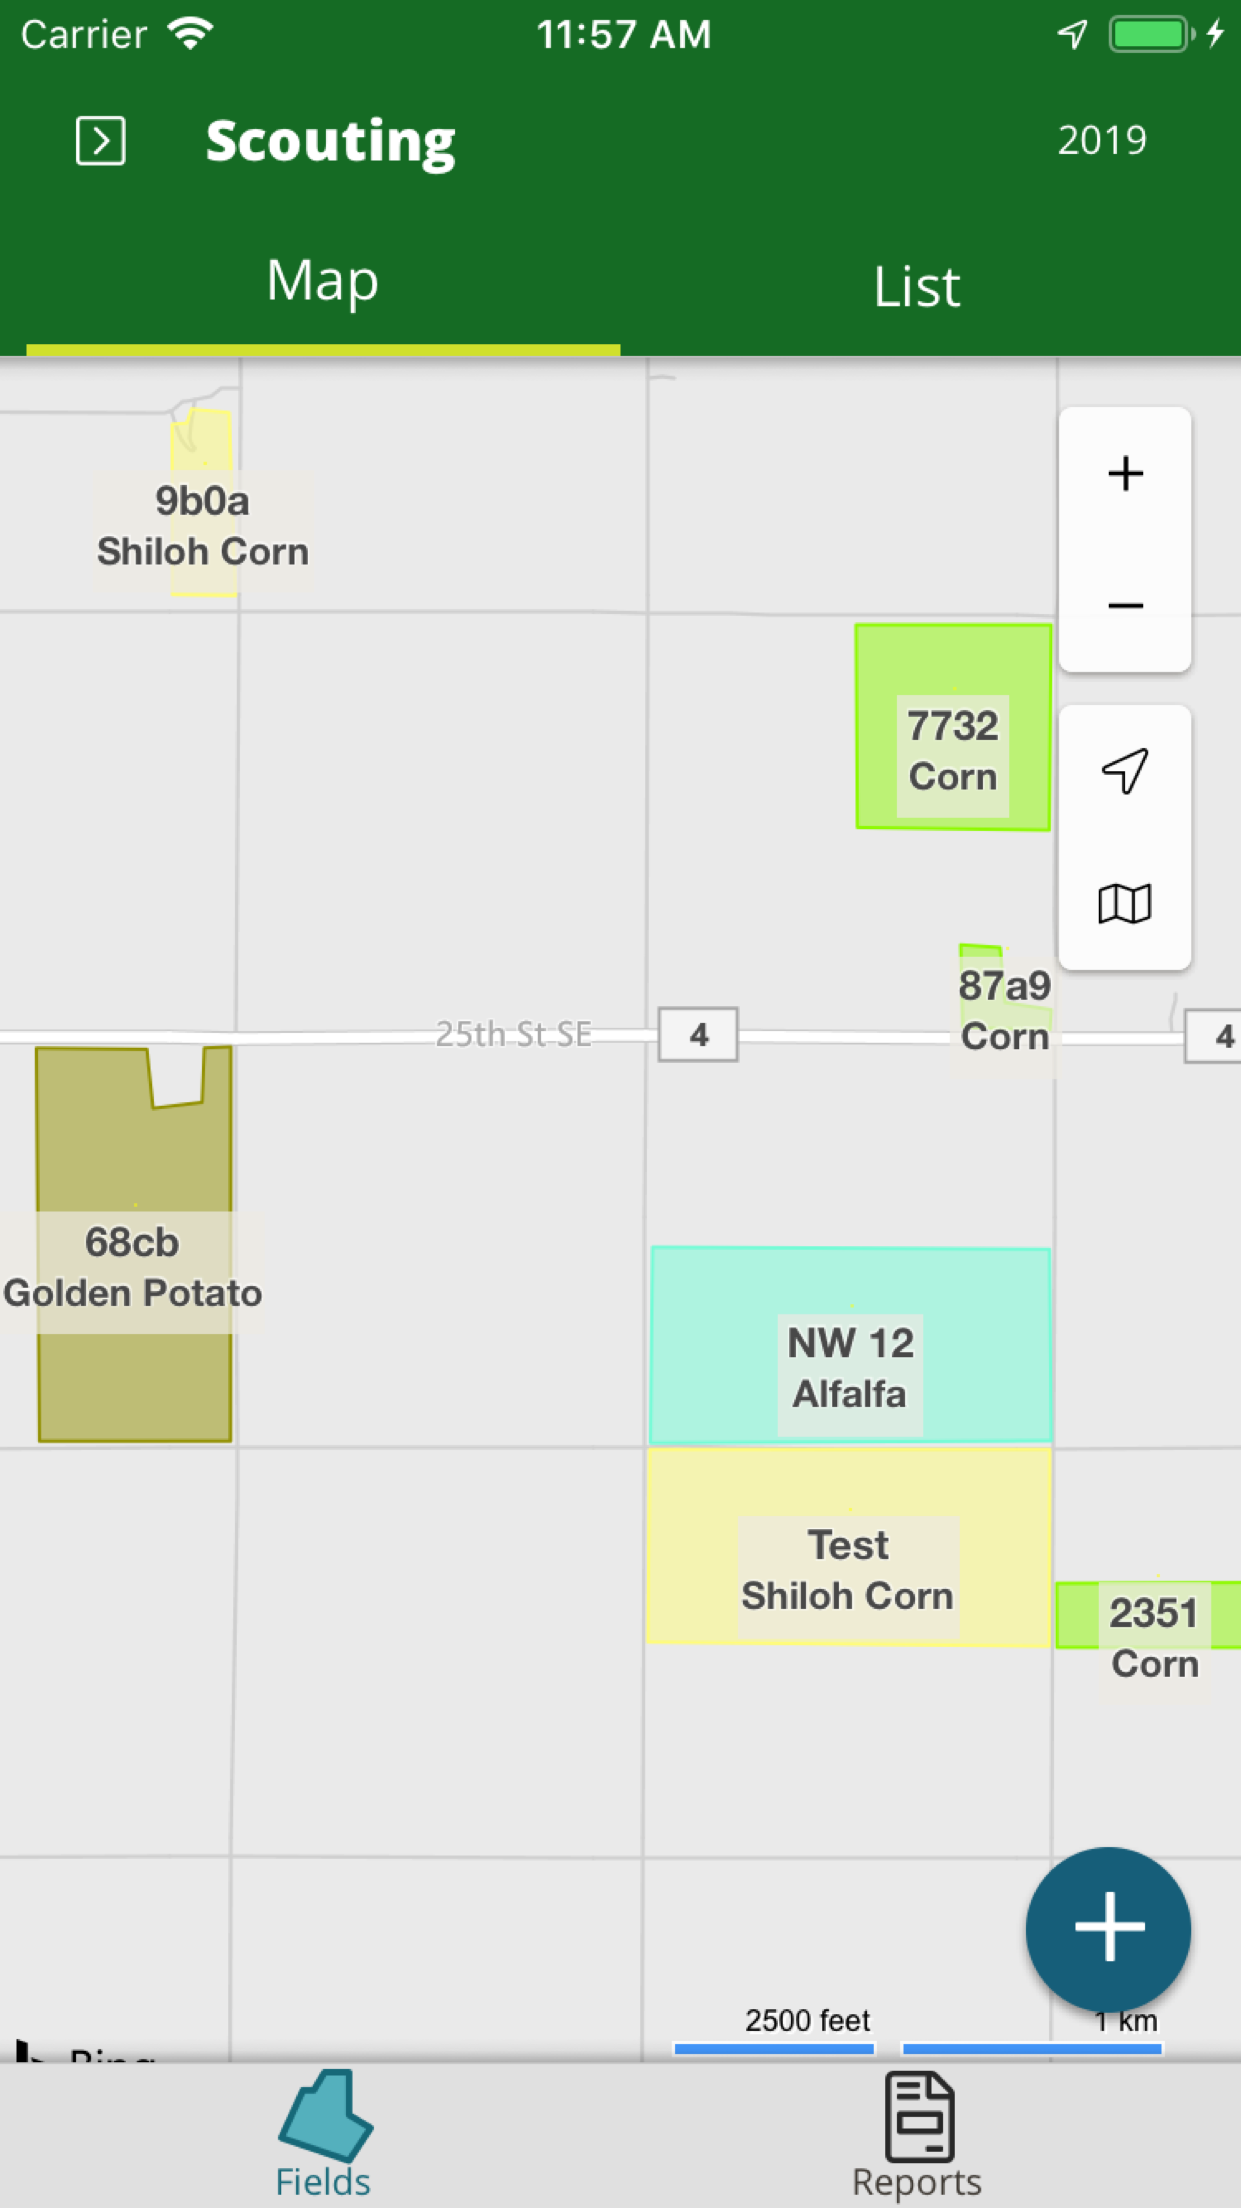 Carrier 11:57 AM
Scouting 2019
Map List
9b0a
Shiloh Corn
7732
Corn
87a9
Corn
25th St SE 4 4
68cb
Golden Potato
NW 12
Alfalfa
Test
Shiloh Corn
2351
Corn
2500 feet 1 km
Bing
Fields Reports